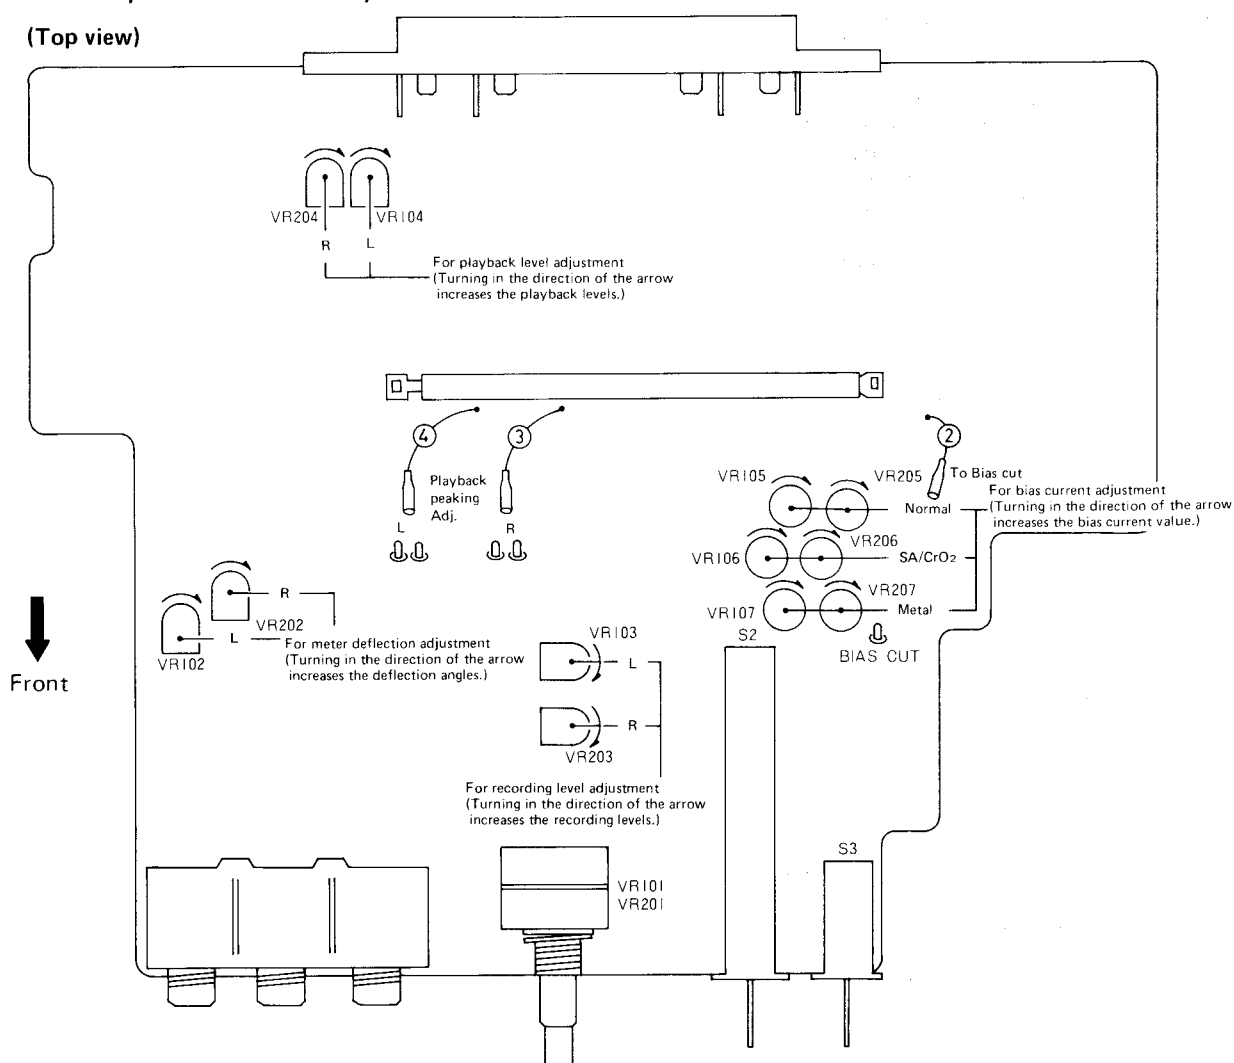 (Top view)
VR204
VR104
R
L
For playback level adjustment
(Turning in the direction of the arrow
increases the playback levels.)
4
3
2
Playback
peaking
Adj.
L
R
VR105
VR205
To Bias cut
Normal
For bias current adjustment
(Turning in the direction of the arrow
increases the bias current value.)
VR106
VR206
SA/CrO2
VR107
VR207
Metal
BIAS CUT
R
VR202
L
VR102
For meter deflection adjustment
(Turning in the direction of the arrow
increases the deflection angles.)
Front
VR103
L
R
VR203
For recording level adjustment
(Turning in the direction of the arrow
increases the recording levels.)
S2
S3
VR101
VR201